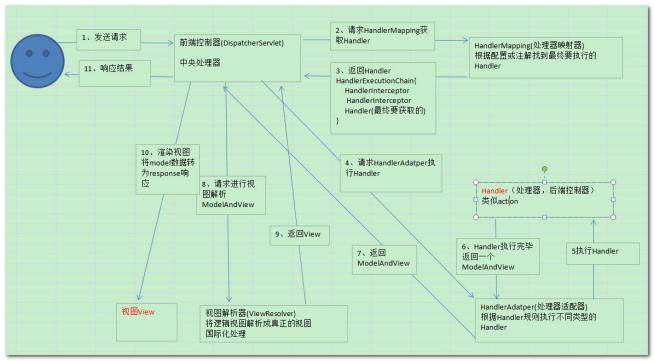 1、发送请求
11、响应结果
前端控制器(DispatcherServlet)
中央处理器
2、请求HandlerMapping获
取Handler
3、返回Handler
HandlerExecutionChain{
HandlerInterceptor
HandlerInterceptor
Handler(最终要获取的)
}
HandlerMapping(处理器映射器)
根据配置或注解找到最终要执行的
Handler
10、渲染视图
将model数据转
为response响
应
8、请求进行视
图解析
ModelAndView
4、请求HandlerAdatper执
行Handler
Handler（处理器，后端控制器）
类似action
9、返回View
7、返回
ModelAndView
6、Handler执行完毕
返回一个
ModelAndView
5执行Handler
视图View
视图解析器(ViewResolver)
将逻辑视图解析成真正的视图
国际化处理
HandlerAdatper(处理器适配器)
根据Handler规则执行不同类型的
Handler